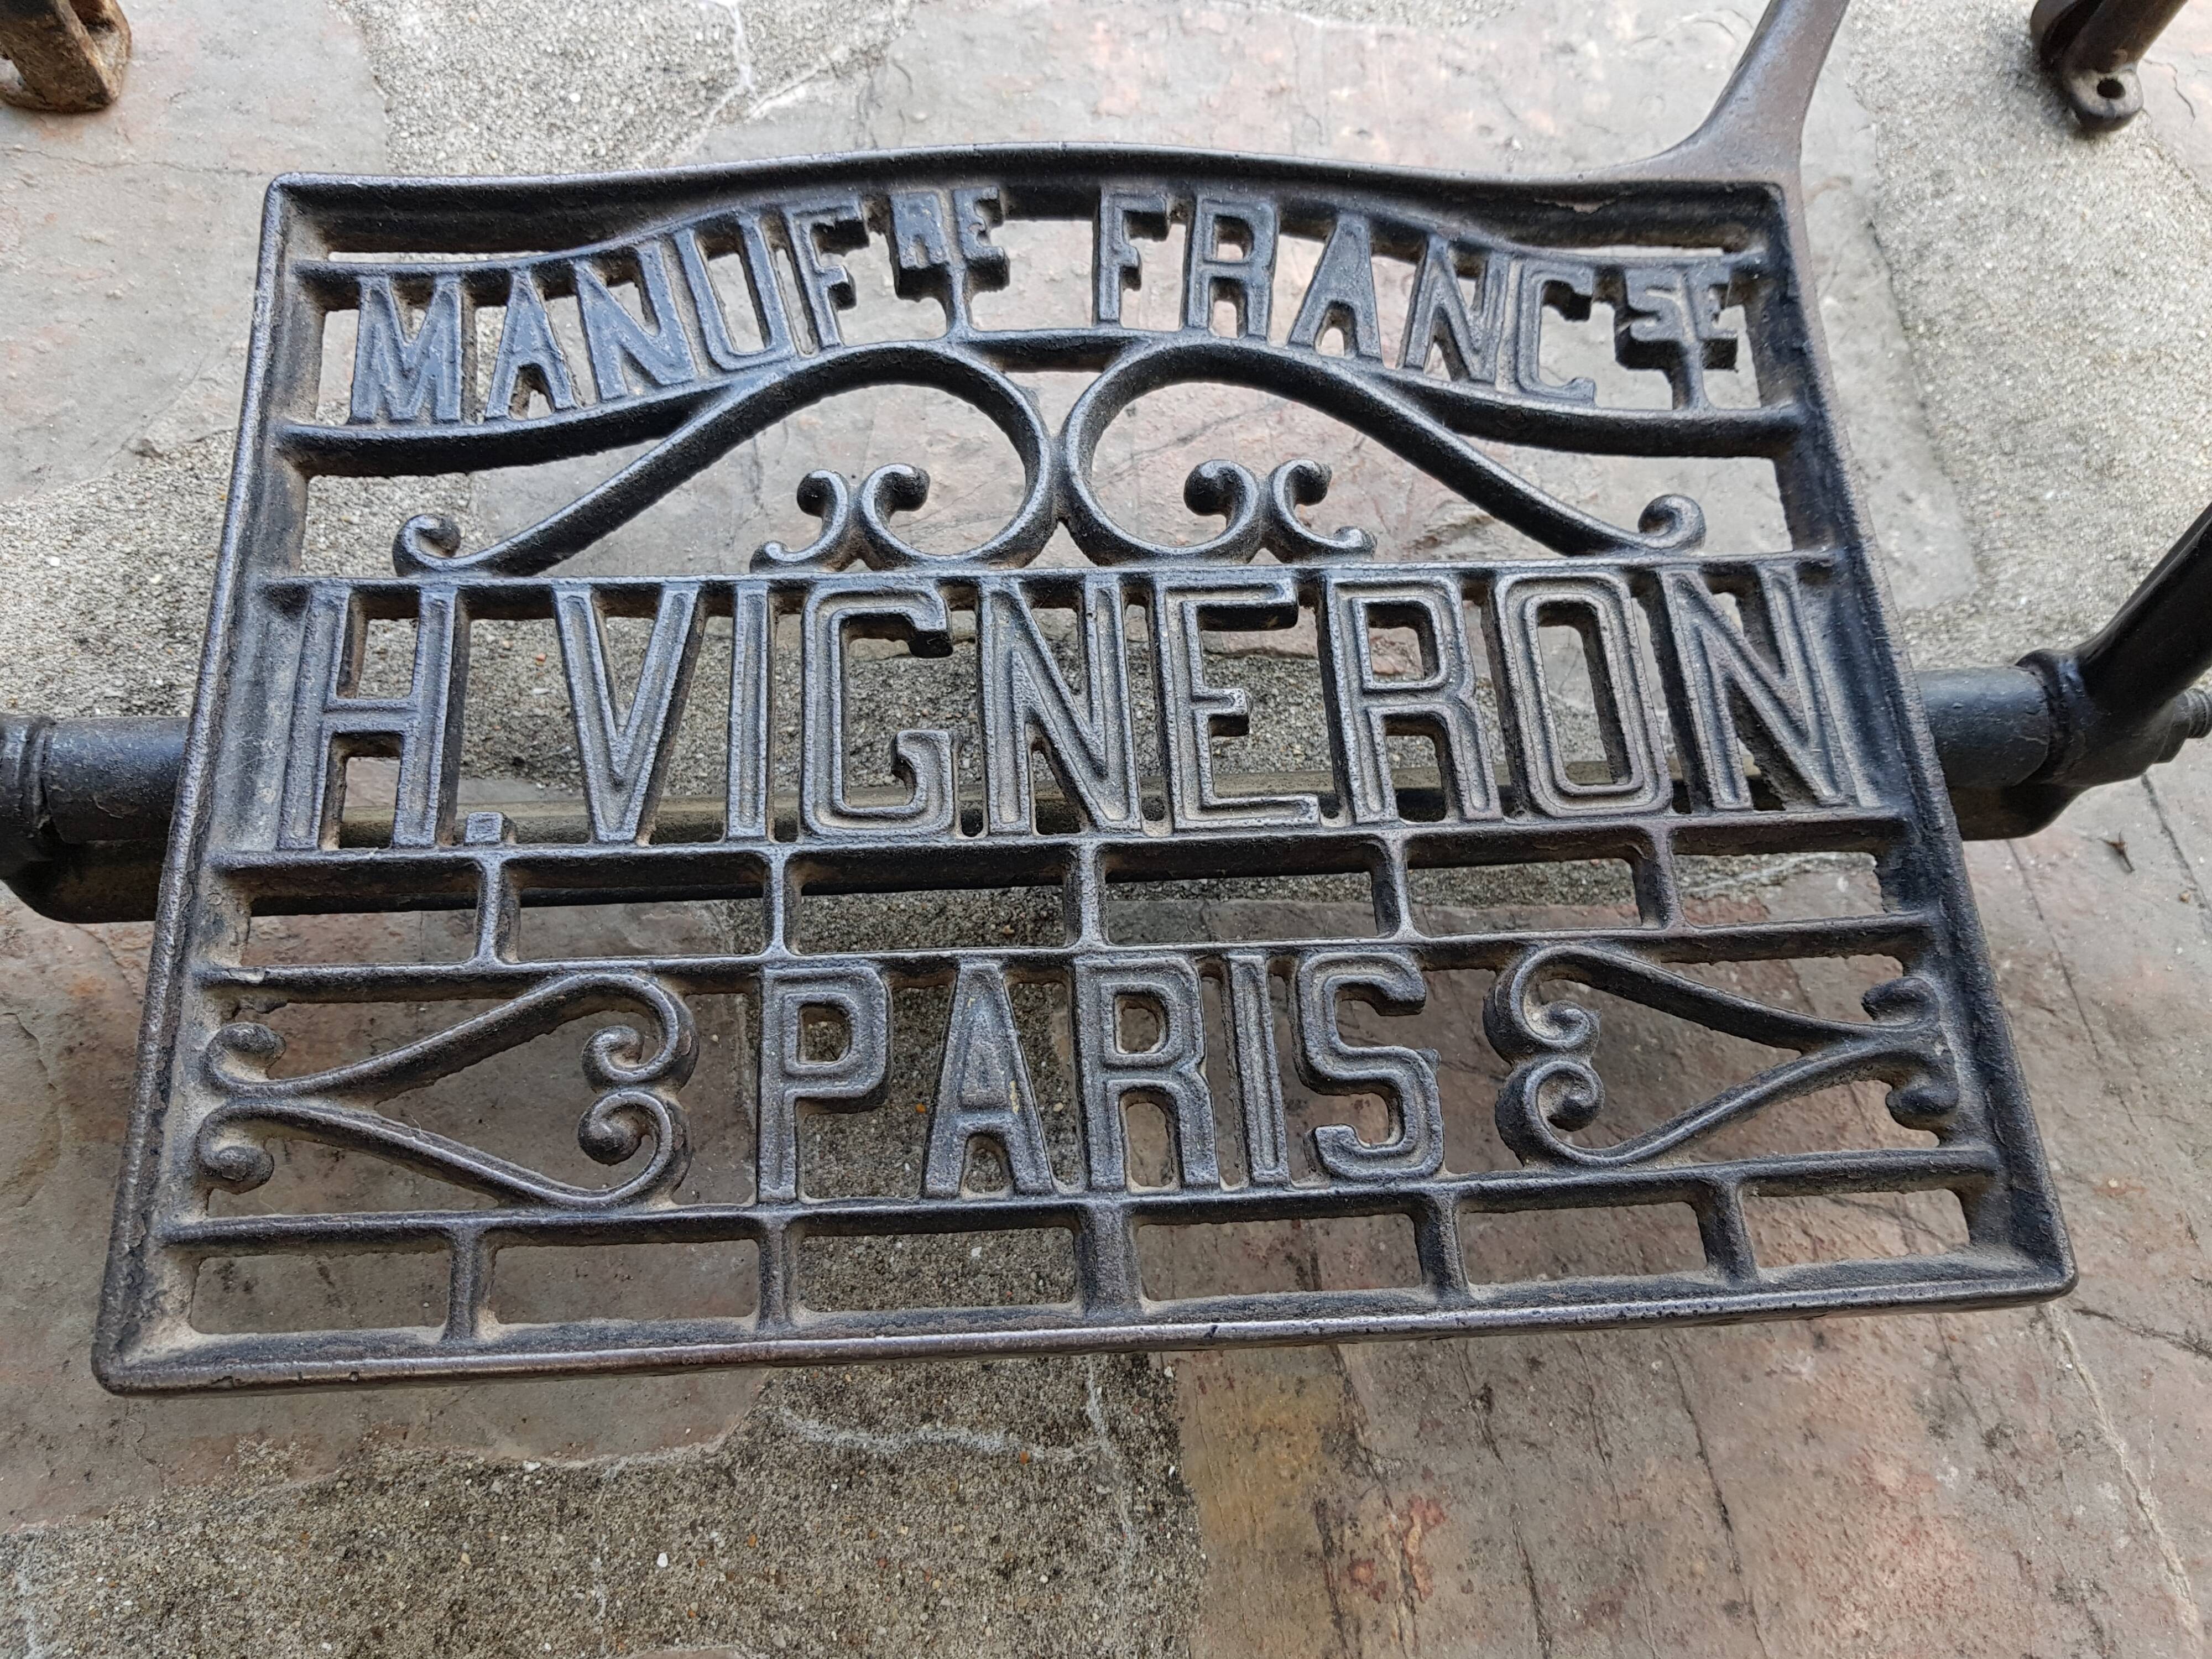 MANUFRE FRANCSE
H. VIGNERON
PARIS